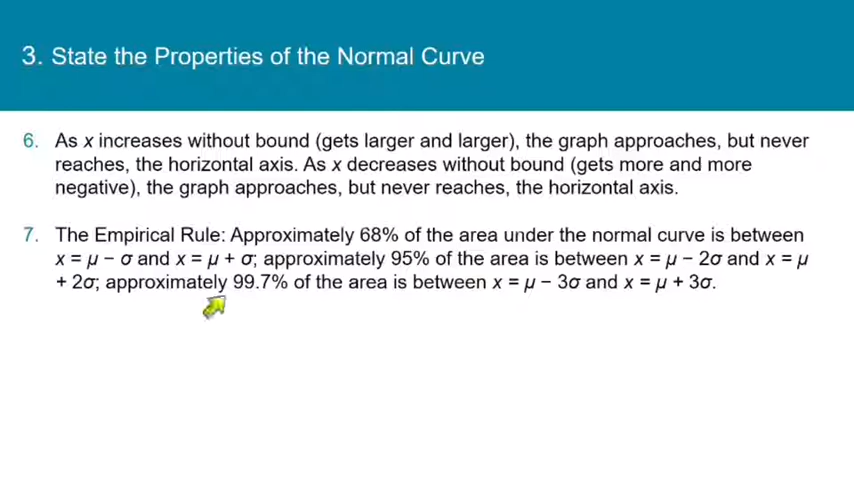 3. State the Properties of the Normal Curve
6. As x increases without bound (gets larger and larger), the graph approaches, but never
reaches, the horizontal axis. As x decreases without bound (gets more and more
negative), the graph approaches, but never reaches, the horizontal axis.
7. The Empirical Rule: Approximately 68% of the area under the normal curve is between
x = μ − σ and x = μ + σ; approximately 95% of the area is between x = μ − 2σ and x = μ
+ 2σ; approximately 99.7% of the area is between x = μ − 3σ and x = μ + 3σ.